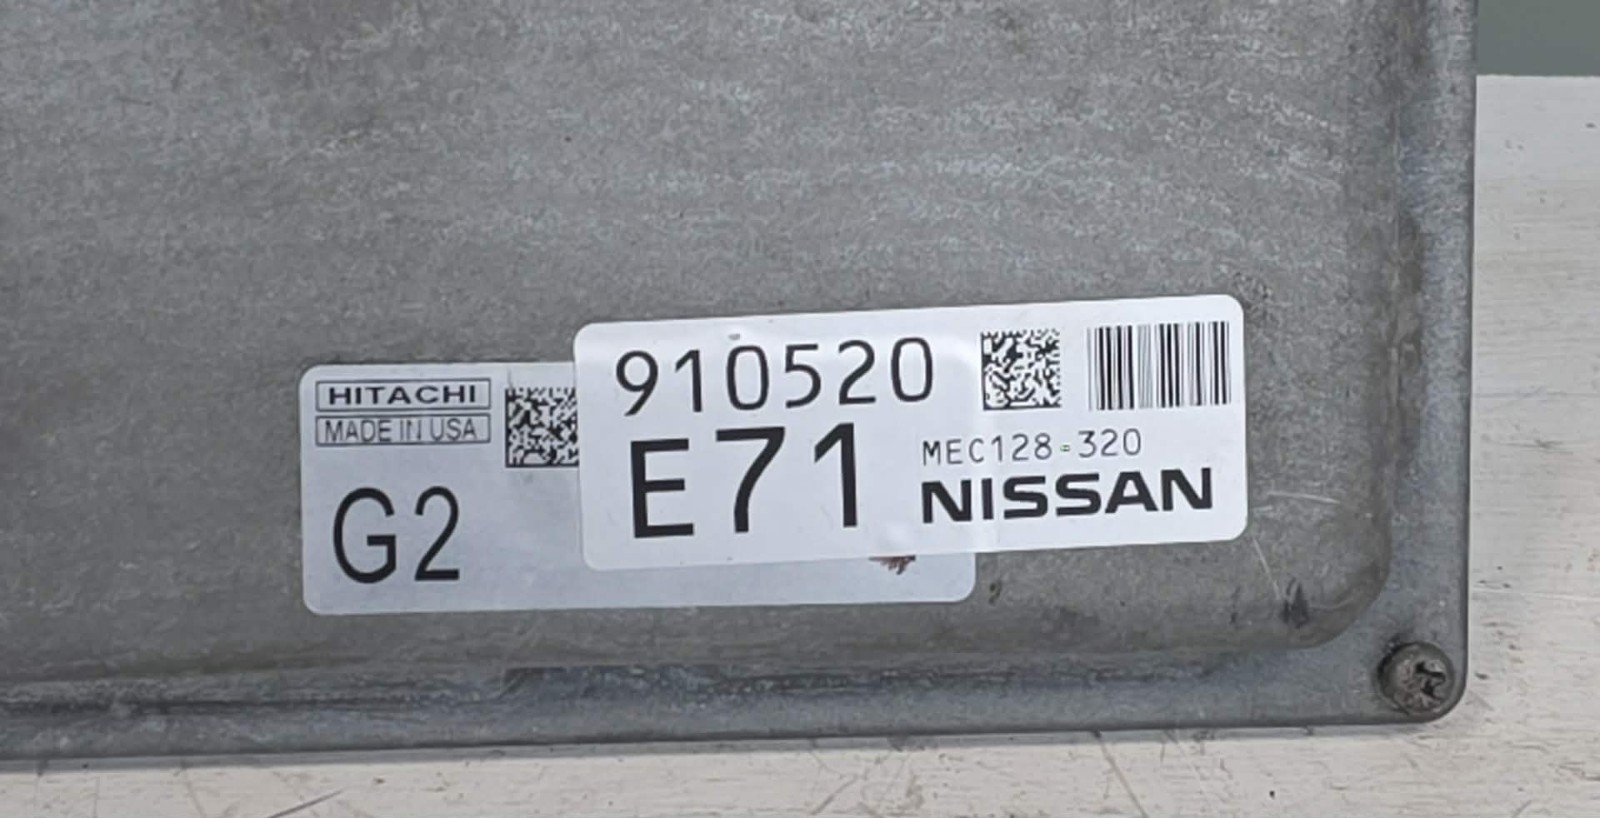 HITACHI
MADE IN USA
G2
910520
E71
MEC128-320
NISSAN